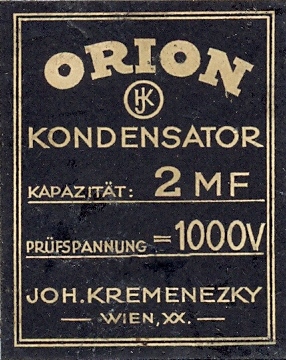 ORION
JK
KONDENSATOR
KAPAZITÄT: 2 MF
PRÜFSPANNUNG = 1000V
JOH. KREMENEZKY
— WIEN, XX. —